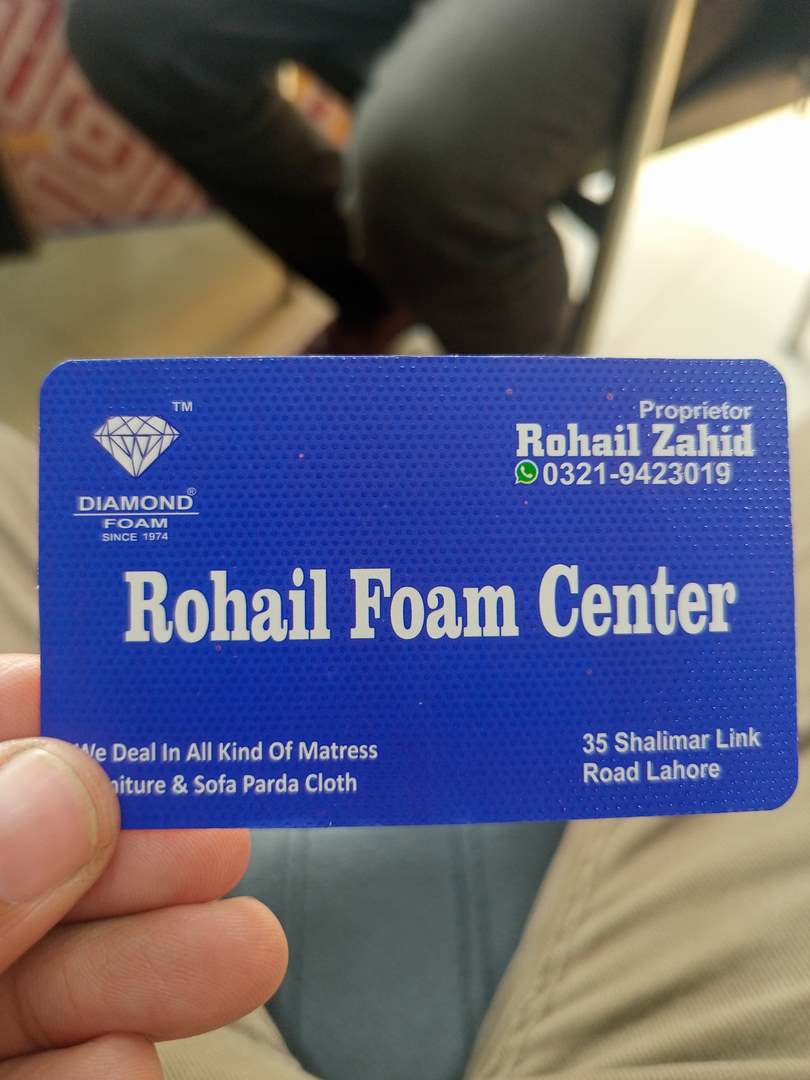 TM
DIAMOND®
FOAM
SINCE 1974
Proprietor
Rohail Zahid
0321-9423019
Rohail Foam Center
We Deal In All Kind Of Matress
& Sofa Parda Cloth
35 Shalimar Link
Road Lahore